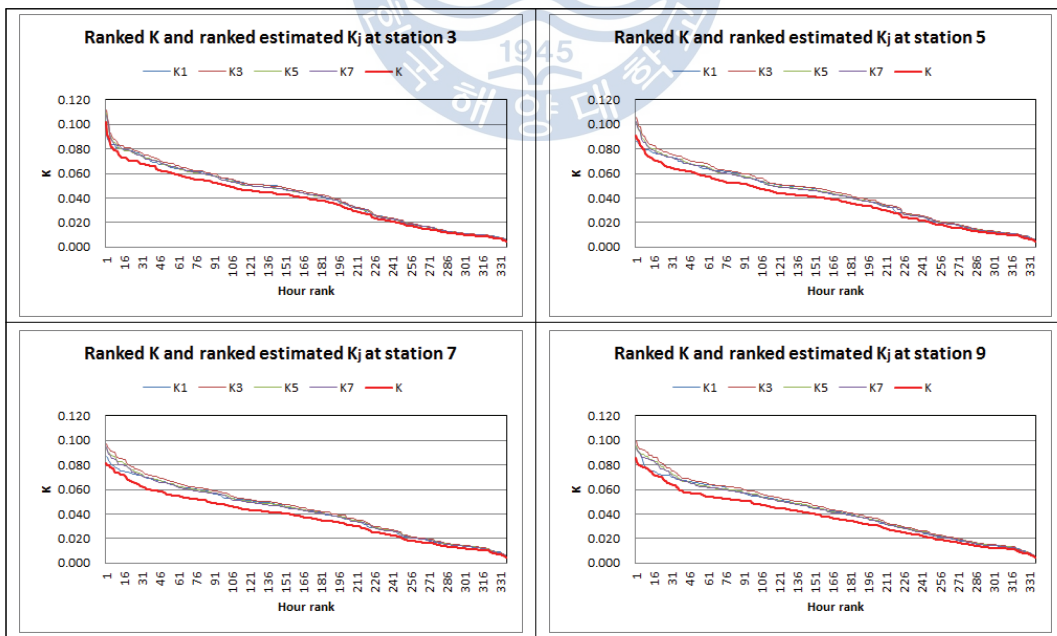 1945
국해양대학교
Ranked K and ranked estimated Kj at station 3
K1 K3 K5 K7 K
0.120
0.100
0.080
0.060
0.040
0.020
0.000
K
1 16 31 46 61 76 91 106 121 136 151 166 181 196 211 226 241 256 271 286 301 316 331
Hour rank
Ranked K and ranked estimated Kj at station 5
K1 K3 K5 K7 K
0.120
0.100
0.080
0.060
0.040
0.020
0.000
K
1 16 31 46 61 76 91 106 121 136 151 166 181 196 211 226 241 256 271 286 301 316 331
Hour rank
Ranked K and ranked estimated Kj at station 7
K1 K3 K5 K7 K
0.120
0.100
0.080
0.060
0.040
0.020
0.000
K
1 16 31 46 61 76 91 106 121 136 151 166 181 196 211 226 241 256 271 286 301 316 331
Hour rank
Ranked K and ranked estimated Kj at station 9
K1 K3 K5 K7 K
0.120
0.100
0.080
0.060
0.040
0.020
0.000
K
1 16 31 46 61 76 91 106 121 136 151 166 181 196 211 226 241 256 271 286 301 316 331
Hour rank